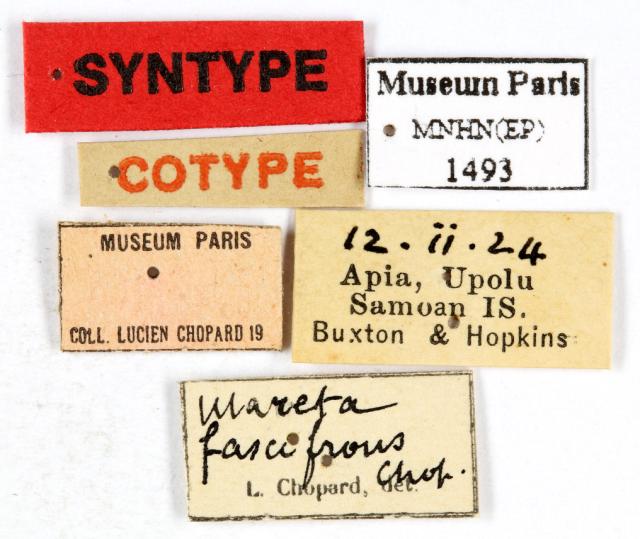 SYNTYPE
Museum Paris
MNHN(EP)
1493
COTYPE
MUSEUM PARIS
COLL. LUCIEN CHOPARD 19
12.ii.24
Apia, Upolu
Samoan IS.
Buxton & Hopkins
Mareta
fascifrons
Chop.
L. Chopard, det.